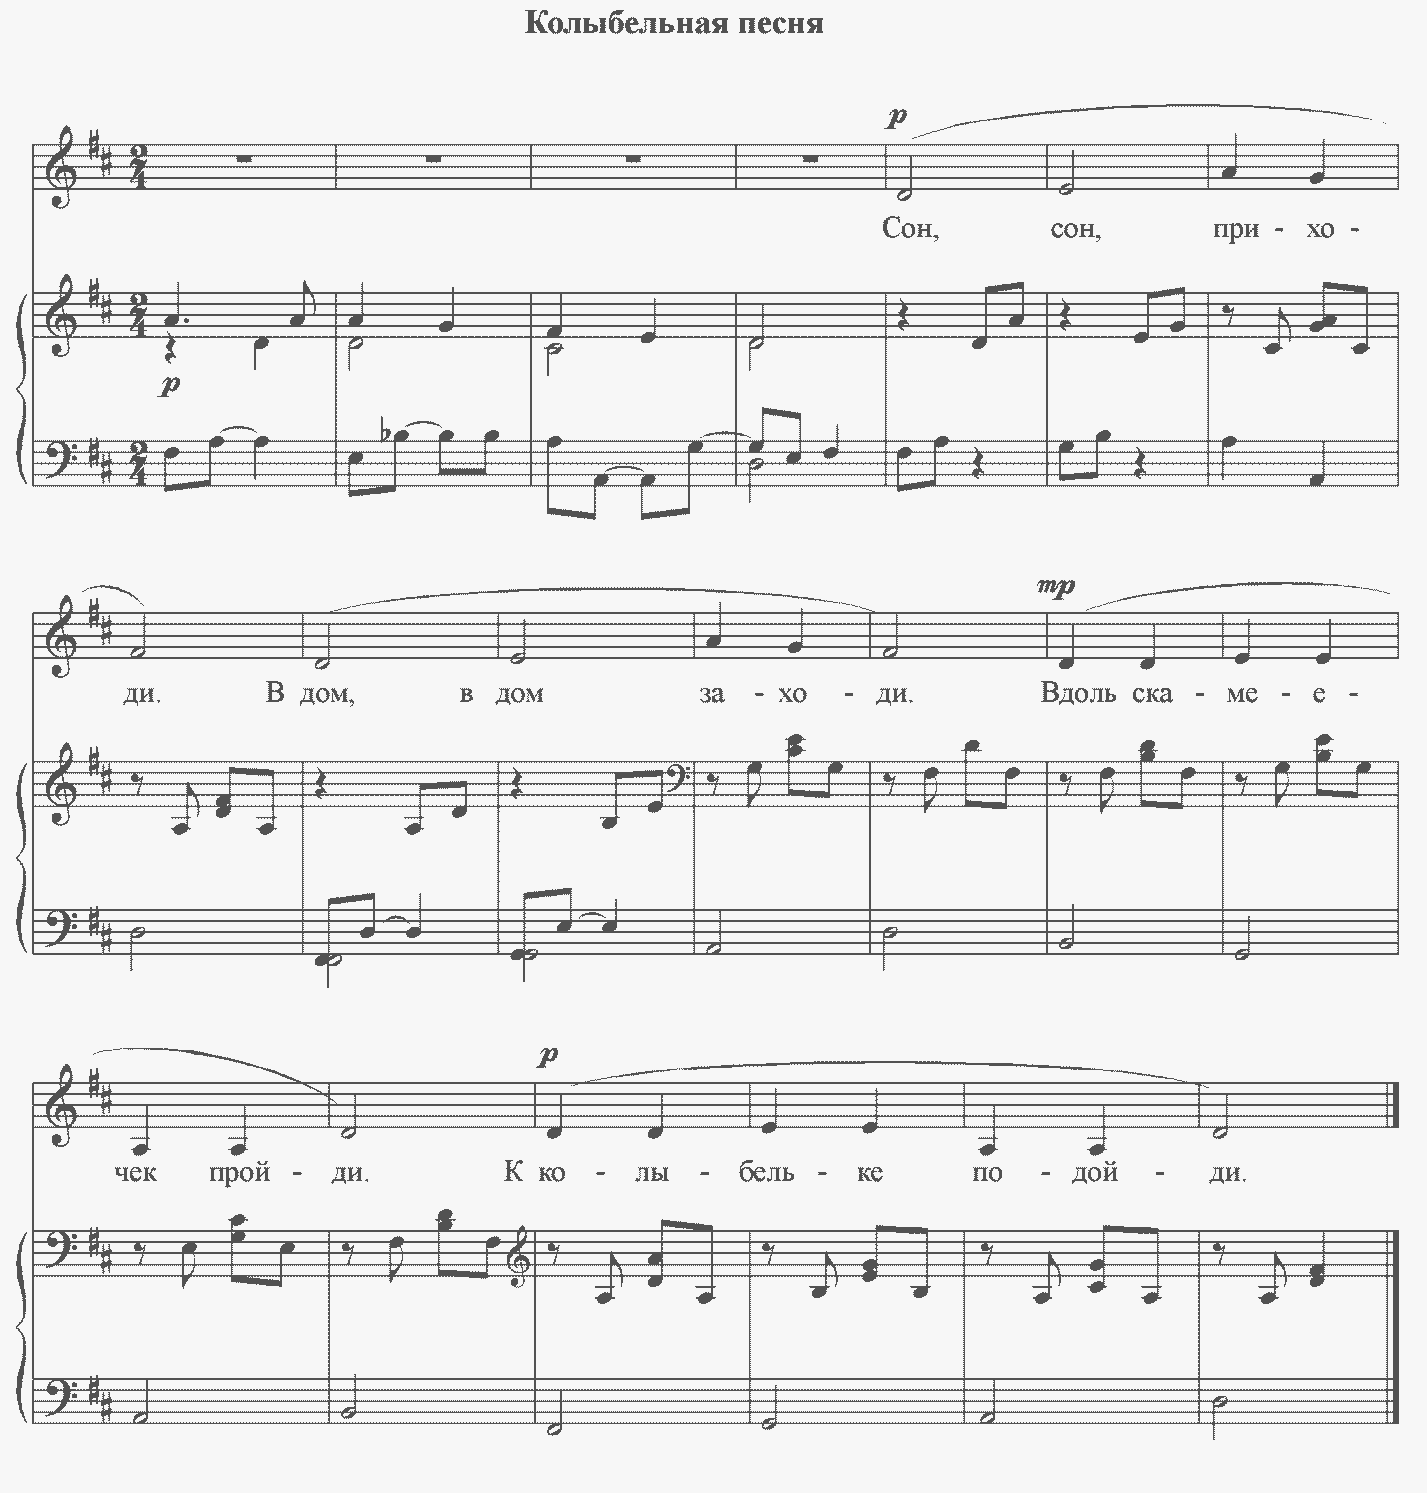 Колыбельная песня
p
Сон, сон, при - хо -
p
mp
ди. В дом, в дом за - хо - ди. Вдоль ска - ме - е -
p
чек прой - ди. К ко - лы - бель - ке по - дой - ди.